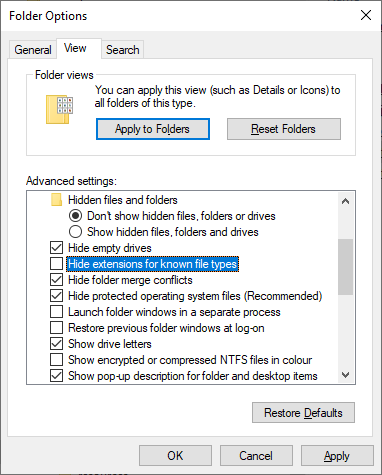 Folder Options
General
View
Search
Folder views
You can apply this view (such as Details or Icons) to
all folders of this type.
Apply to Folders
Reset Folders
Advanced settings:
Hidden files and folders
Don't show hidden files, folders or drives
Show hidden files, folders and drives
Hide empty drives
Hide extensions for known file types
Hide folder merge conflicts
Hide protected operating system files (Recommended)
Launch folder windows in a separate process
Restore previous folder windows at log-on
Show drive letters
Show encrypted or compressed NTFS files in colour
Show pop-up description for folder and desktop items
Restore Defaults
OK
Cancel
Apply